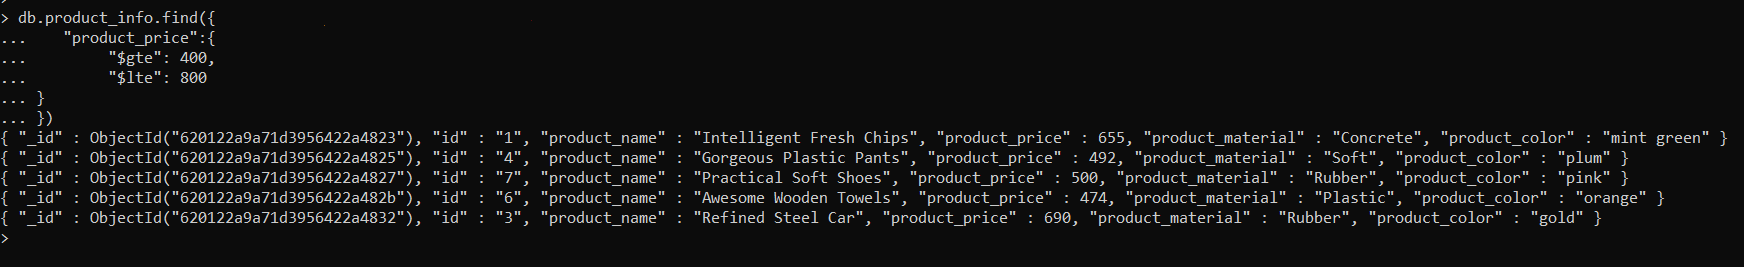 > db.product_info.find({
...    "product_price":{
...         "$gte": 400,
...         "$lte": 800
... }
... })
{ "_id" : ObjectId("620122a9a71d3956422a4823"), "id" : "1", "product_name" : "Intelligent Fresh Chips", "product_price" : 655, "product_material" : "Concrete", "product_color" : "mint green" }
{ "_id" : ObjectId("620122a9a71d3956422a4825"), "id" : "4", "product_name" : "Gorgeous Plastic Pants", "product_price" : 492, "product_material" : "Soft", "product_color" : "plum" }
{ "_id" : ObjectId("620122a9a71d3956422a4827"), "id" : "7", "product_name" : "Practical Soft Shoes", "product_price" : 500, "product_material" : "Rubber", "product_color" : "pink" }
{ "_id" : ObjectId("620122a9a71d3956422a482b"), "id" : "6", "product_name" : "Awesome Wooden Towels", "product_price" : 474, "product_material" : "Plastic", "product_color" : "orange" }
{ "_id" : ObjectId("620122a9a71d3956422a4832"), "id" : "3", "product_name" : "Refined Steel Car", "product_price" : 690, "product_material" : "Rubber", "product_color" : "gold" }
>